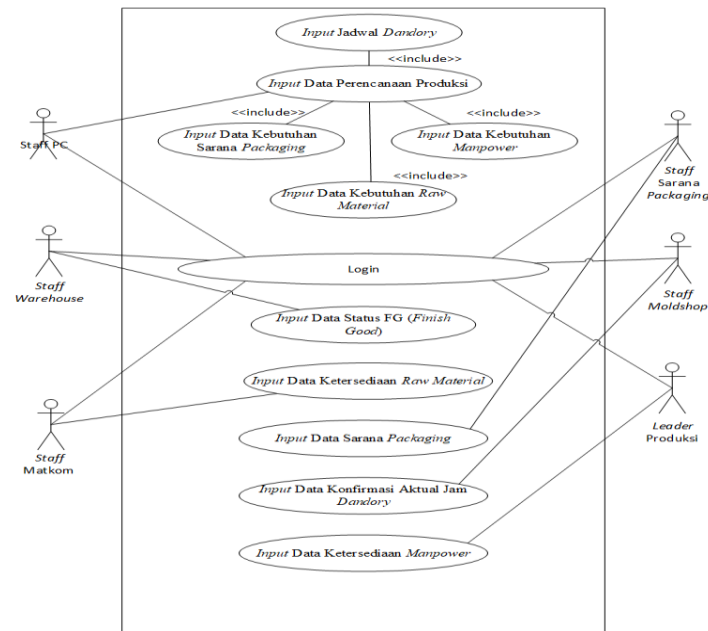 Input Jadwal Dandory
<<include>>
Input Data Perencanaan Produksi
<<include>>
<<include>>
Input Data Kebutuhan
Sarana Packaging
Input Data Kebutuhan
Manpower
<<include>>
Input Data Kebutuhan Raw
Material
Staff PC
Staff
Sarana
Packaging
Login
Staff
Warehouse
Staff
Moldshop
Input Data Status FG (Finish
Good)
Input Data Ketersediaan Raw Material
Staff
Matkom
Leader
Produksi
Input Data Sarana Packaging
Input Data Konfirmasi Aktual Jam
Dandory
Input Data Ketersediaan Manpower